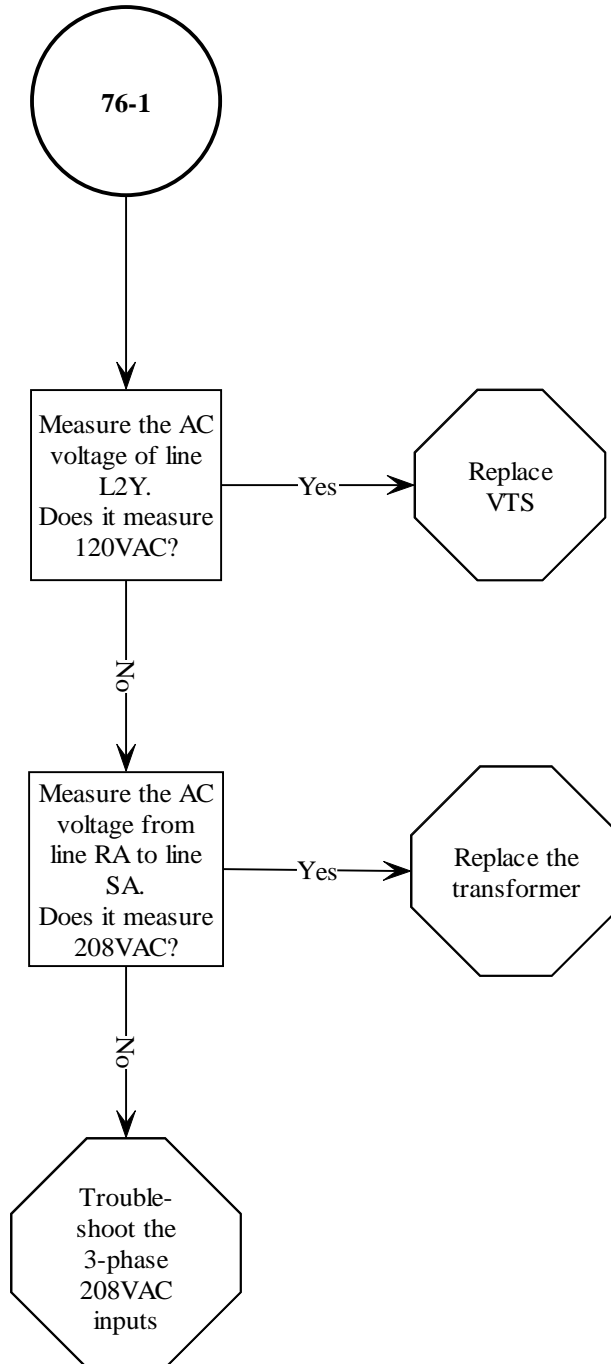 76-1
Measure the AC
voltage of line
L2Y.
Does it measure
120VAC?
Yes
Replace
VTS
No
Measure the AC
voltage from
line RA to line
SA.
Does it measure
208VAC?
Yes
Replace the
transformer
No
Trouble-
shoot the
3-phase
208VAC
inputs